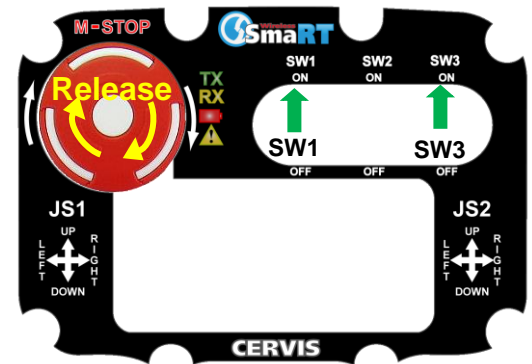 M-STOP
Wireless
SmaRT
Release
TX
RX
SW1 SW2 SW3
ON ON ON
SW1 SW3
OFF OFF OFF
JS1
UP
LEFT
RIGHT
DOWN
JS2
UP
LEFT
RIGHT
DOWN
CERVIS